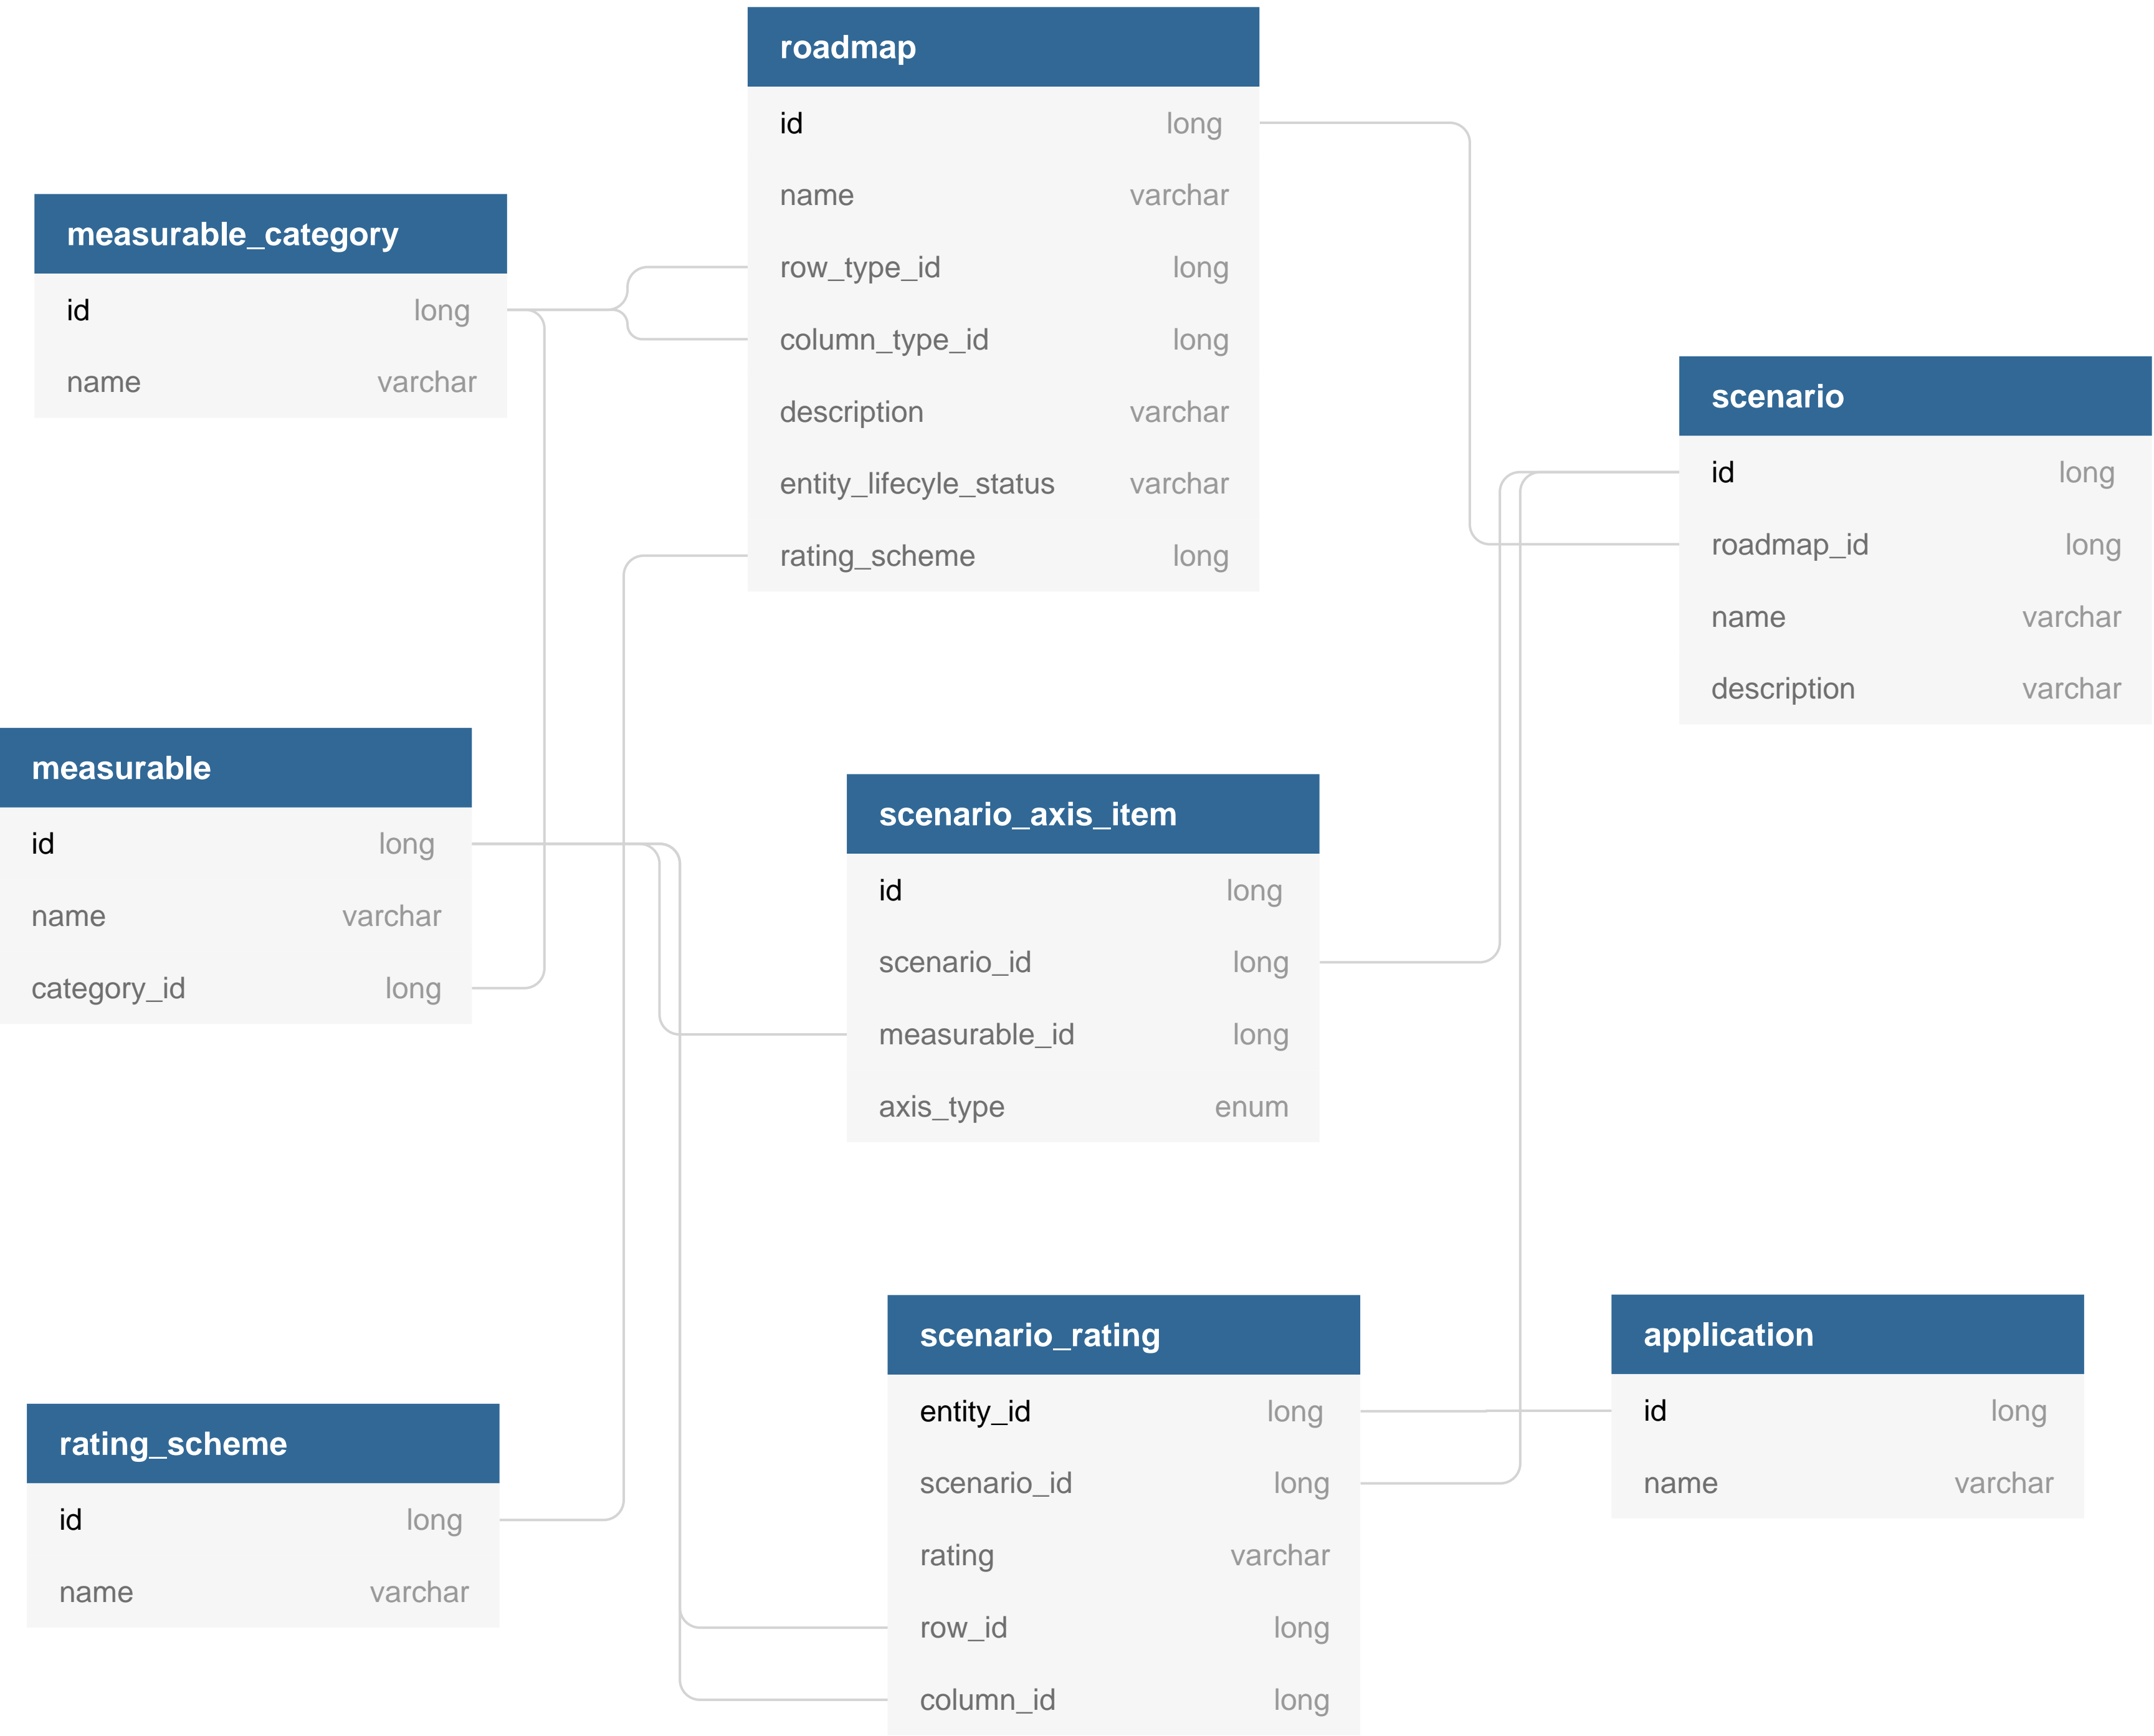 roadmap
id long
name varchar
row_type_id long
column_type_id long
description varchar
entity_lifecyle_status varchar
rating_scheme long
measurable_category
id long
name varchar
scenario
id long
roadmap_id long
name varchar
description varchar
measurable
id long
name varchar
category_id long
scenario_axis_item
id long
scenario_id long
measurable_id long
axis_type enum
scenario_rating
entity_id long
scenario_id long
rating varchar
row_id long
column_id long
application
id long
name varchar
rating_scheme
id long
name varchar